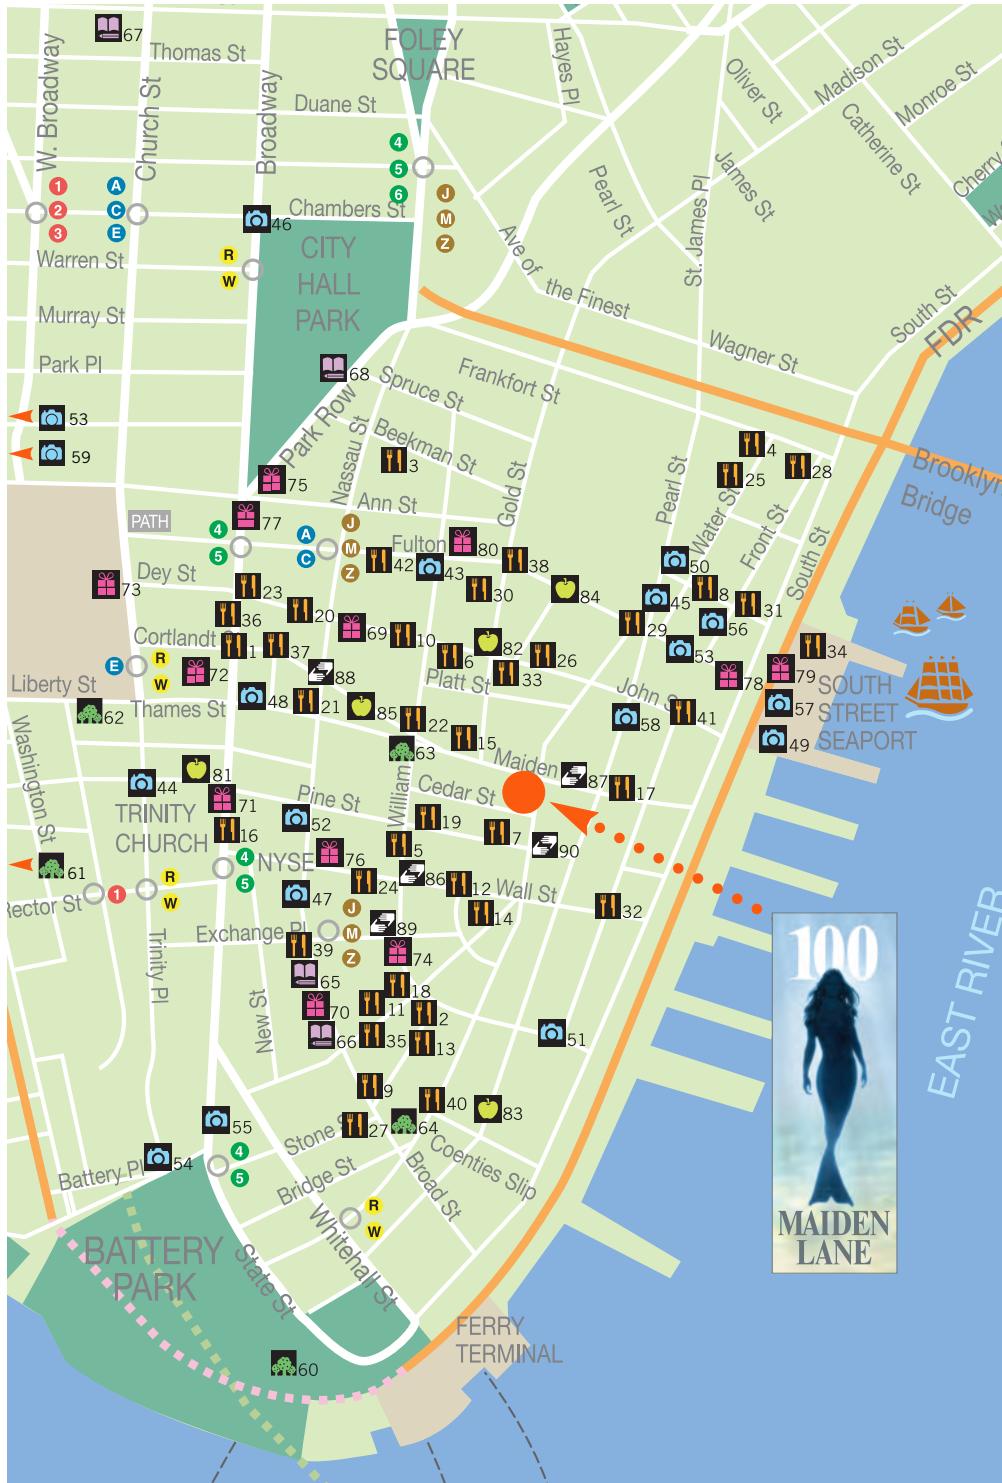 67
Thomas St
W. Broadway
Church St
Broadway
FOLEY
SQUARE
Hayes Pl
Oliver St
Madison St
Monroe St
Catherine St
Cherry
Duane St
4
5
6
J
M
Z
1
2
3
A
C
E
Chambers St
46
Pearl St
James St
St. James Pl
CITY
HALL
PARK
R
W
Warren St
Murray St
Park Pl
Ave of
the Finest
Wagner St
South St
FDR
53
59
68
Park Row
Spruce St
Frankfort St
Beekman St
Nassau St
3
Gold St
Pearl St
4
25
28
Water St
Front St
South St
Brooklyn
Bridge
75
77
Ann St
PATH
4
5
A
C
J
M
Z
Fulton
42
43
80
38
30
84
50
45
8
31
29
56
53
34
Dey St
73
23
36
20
Cortlandt
1
37
69
10
6
82
33
26
Platt St
John S
58
41
78
79
57
49
SOUTH
STREET
SEAPORT
E
R
W
72
88
Liberty St
62
Thames St
48
21
85
22
63
15
Maiden
87
17
Washington St
81
44
71
TRINITY
CHURCH
16
Pine St
52
William
Cedar St
19
5
7
90
NYSE
76
4
5
61
Rector St
1
R
W
47
24
86
12
Wall St
14
32
J
M
Z
Exchange Pl
39
89
74
65
18
70
11
2
66
35
13
51
Trinity Pl
New St
9
40
83
55
27
64
Stone
54
4
5
Battery Pl
Bridge St
Broad St
Coenties Slip
R
W
Whitehall St
State St
BATTERY
PARK
60
FERRY
TERMINAL
EAST RIVER
100
MAIDEN
LANE